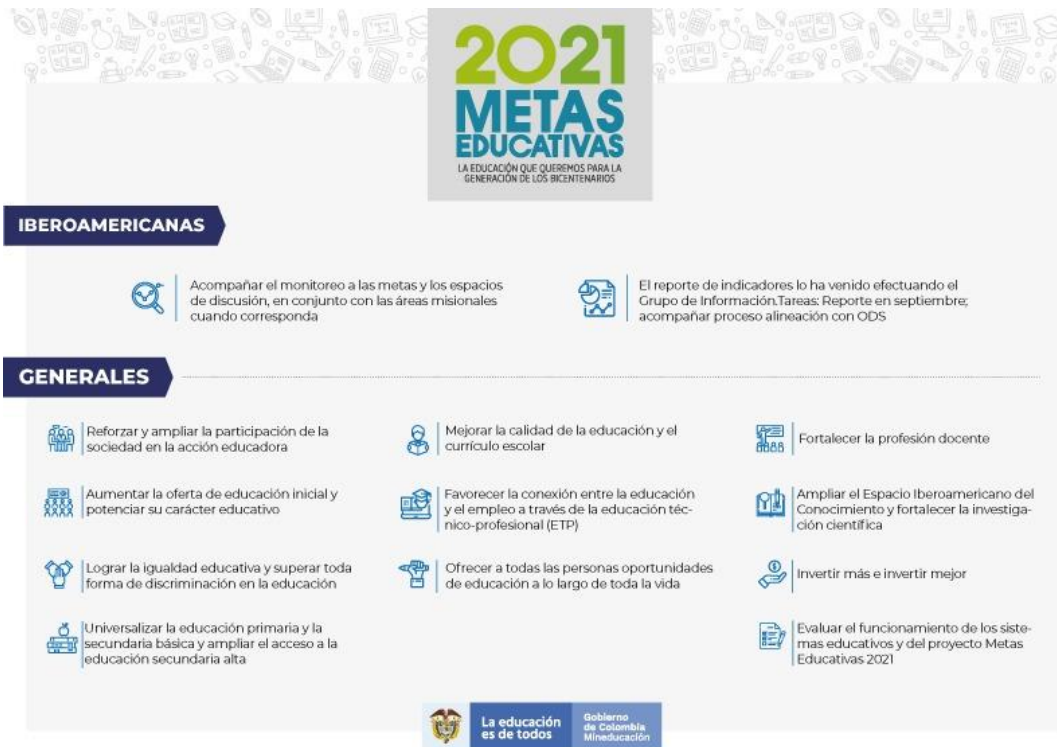 2021
METAS
EDUCATIVAS
LA EDUCACIÓN QUE QUEREMOS PARA LA
GENERACIÓN DE LOS BICENTENARIOS
IBEROAMERICANAS
Acompañar el monitoreo a las metas y los espacios
de discusión, en conjunto con las áreas misionales
cuando corresponda
El reporte de indicadores lo ha venido efectuando el
Grupo de Información.Tareas: Reporte en septiembre;
acompañar proceso alineación con ODS
GENERALES
Reforzar y ampliar la participación de la
sociedad en la acción educadora
Mejorar la calidad de la educación y el
currículo escolar
Fortalecer la profesión docente
Aumentar la oferta de educación inicial y
potenciar su carácter educativo
Favorecer la conexión entre la educación
y el empleo a través de la educación téc-
nico-profesional (ETP)
Ampliar el Espacio Iberoamericano del
Conocimiento y fortalecer la investiga-
ción científica
Lograr la igualdad educativa y superar toda
forma de discriminación en la educación
Ofrecer a todas las personas oportunidades
de educación a lo largo de toda la vida
Invertir más e invertir mejor
Universalizar la educación primaria y la
secundaria básica y ampliar el acceso a la
educación secundaria alta
Evaluar el funcionamiento de los siste-
mas educativos y del proyecto Metas
Educativas 2021
La educación
es de todos
Gobierno
de Colombia
Mineducación